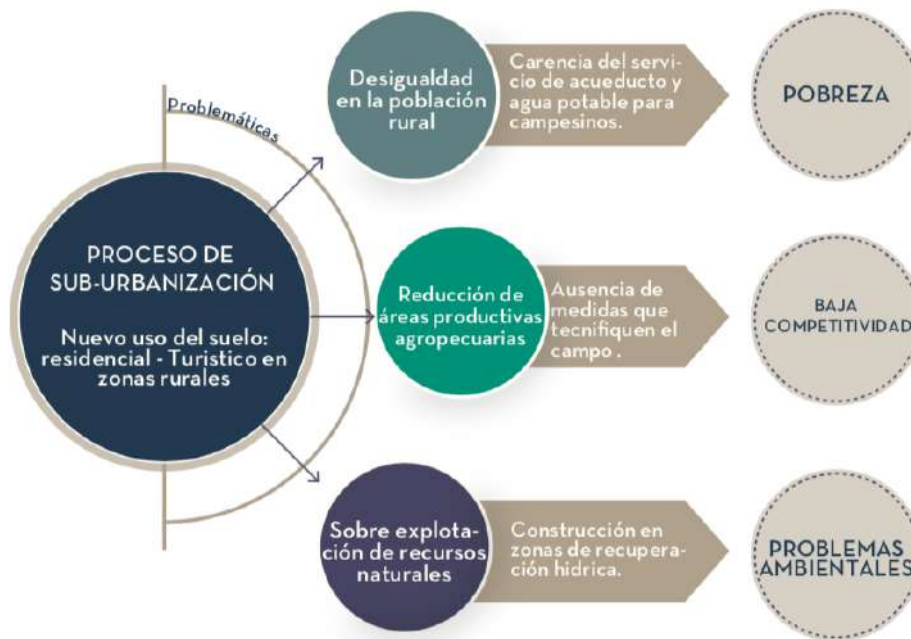 Problemáticas
PROCESO DE
SUB-URBANIZACIÓN
Nuevo uso del suelo:
residencial - Turistico en
zonas rurales
Desigualdad
en la población
rural
Carencia del servi-
cio de acueducto y
agua potable para
campesinos.
POBREZA
Reducción de
áreas productivas
agropecuarias
Ausencia de
medidas que
tecnifiquen el
campo .
BAJA
COMPETITIVIDAD
Sobre explota-
ción de recursos
naturales
Construcción en
zonas de recupera-
ción hidrica.
PROBLEMAS
AMBIENTALES